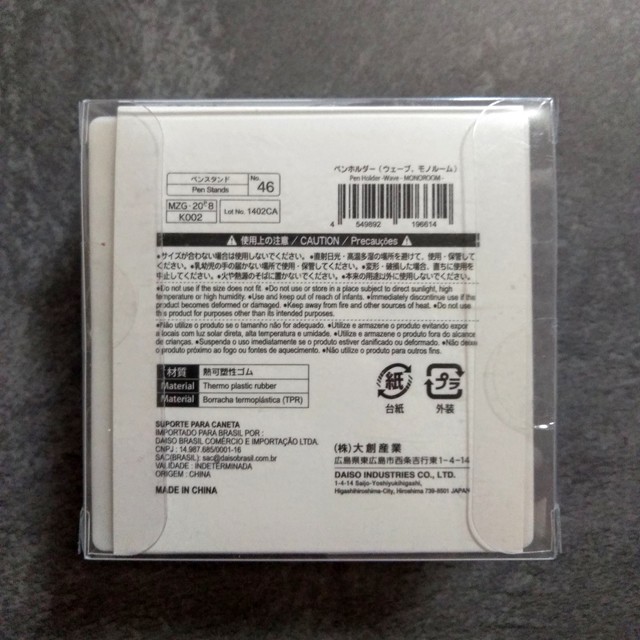 ペンスタンド
Pen Stands
No.
46
MZG・20ᴾ8
K002
Lot No. 1402CA
ペンホルダー（ウェーブ、モノルーム）
Pen Holder -Wave・MONOROOM-
4 549892 196614
使用上の注意 / CAUTION / Precauções
●サイズが合わない場合は使用しないでください。●直射日光・高温多湿の場所を避けて、使用・保管して
ください。●乳幼児の手の届かない場所で使用・保管してください。●変形・破損した場合、直ちに使用を
中止してください。●火や熱源のそばに置かないでください。●本来の用途以外に使用しないでください。
●Do not use if the size does not fit. ●Do not use or store in a place subject to direct sunlight, high
temperature or high humidity. ●Use and keep out of reach of infants. ●Immediately discontinue use if the
product becomes deformed or damaged. ●Keep away from fire and other sources of heat. ●Do not use
this product for purposes other than its intended purposes.
●Não utilize o produto se o tamanho não for adequado. ●Utilize e armazene o produto evitando expor
a locais com luz solar direta, alta temperatura e umidade. ●Utilize e armazene o produto fora do alcance
de crianças. ●Suspenda o uso imediatamente se o produto estiver danificado ou deformado. ●Não deixe
o produto próximo ao fogo ou fontes de aquecimento. ●Não utilize o produto para outros fins.
材質 熱可塑性ゴム
Material Thermo plastic rubber
Material Borracha termoplástica (TPR)
紙
台紙
プラ
外装
SUPORTE PARA CANETA
IMPORTADO PARA BRASIL POR :
DAISO BRASIL COMÉRCIO E IMPORTAÇÃO LTDA.
CNPJ : 14.987.685/0001-16
SAC(BRASIL): sac@daisobrasil.com.br
VALIDADE : INDETERMINADA
ORIGEM : CHINA
MADE IN CHINA
(株)大創産業
広島県東広島市西条吉行東1-4-14
DAISO INDUSTRIES CO., LTD.
1-4-14 Saijo-Yoshiyukihigashi,
Higashihiroshima-City, Hiroshima 739-8501 JAPAN